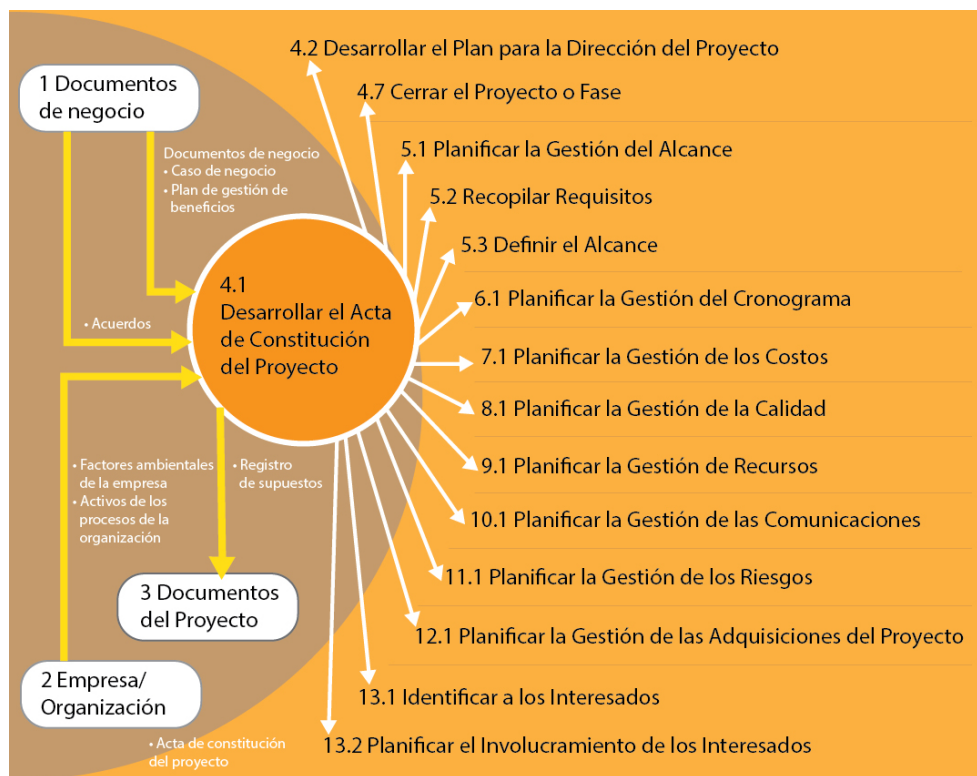 1 Documentos
de negocio
Documentos de negocio
• Caso de negocio
• Plan de gestión de
beneficios
4.1
Desarrollar el Acta
de Constitución
del Proyecto
• Acuerdos
• Factores ambientales
de la empresa
• Activos de los
procesos de la
organización
• Registro
de supuestos
3 Documentos
del Proyecto
2 Empresa/
Organización
• Acta de constitución
del proyecto
4.2 Desarrollar el Plan para la Dirección del Proyecto
4.7 Cerrar el Proyecto o Fase
5.1 Planificar la Gestión del Alcance
5.2 Recopilar Requisitos
5.3 Definir el Alcance
6.1 Planificar la Gestión del Cronograma
7.1 Planificar la Gestión de los Costos
8.1 Planificar la Gestión de la Calidad
9.1 Planificar la Gestión de Recursos
10.1 Planificar la Gestión de las Comunicaciones
11.1 Planificar la Gestión de los Riesgos
12.1 Planificar la Gestión de las Adquisiciones del Proyecto
13.1 Identificar a los Interesados
13.2 Planificar el Involucramiento de los Interesados